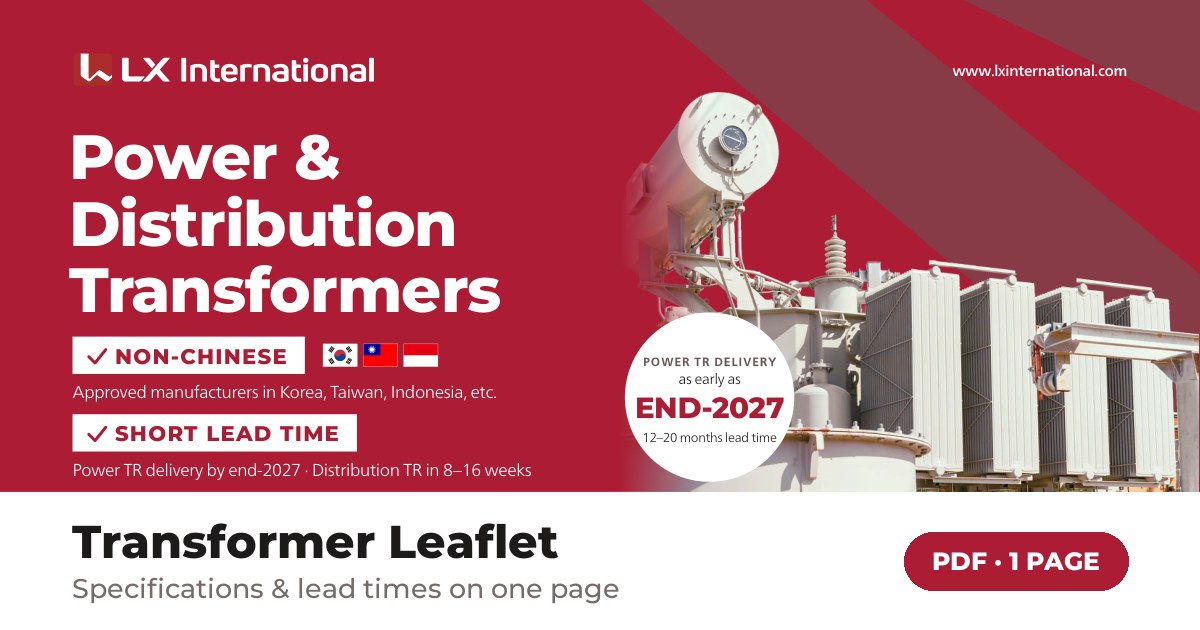 LX International
www.lxinternational.com
Power &
Distribution
Transformers
NON-CHINESE
Approved manufacturers in Korea, Taiwan, Indonesia, etc.
SHORT LEAD TIME
Power TR delivery by end-2027 · Distribution TR in 8–16 weeks
POWER TR DELIVERY
as early as
END-2027
12–20 months lead time
Transformer Leaflet
Specifications & lead times on one page
PDF · 1 PAGE